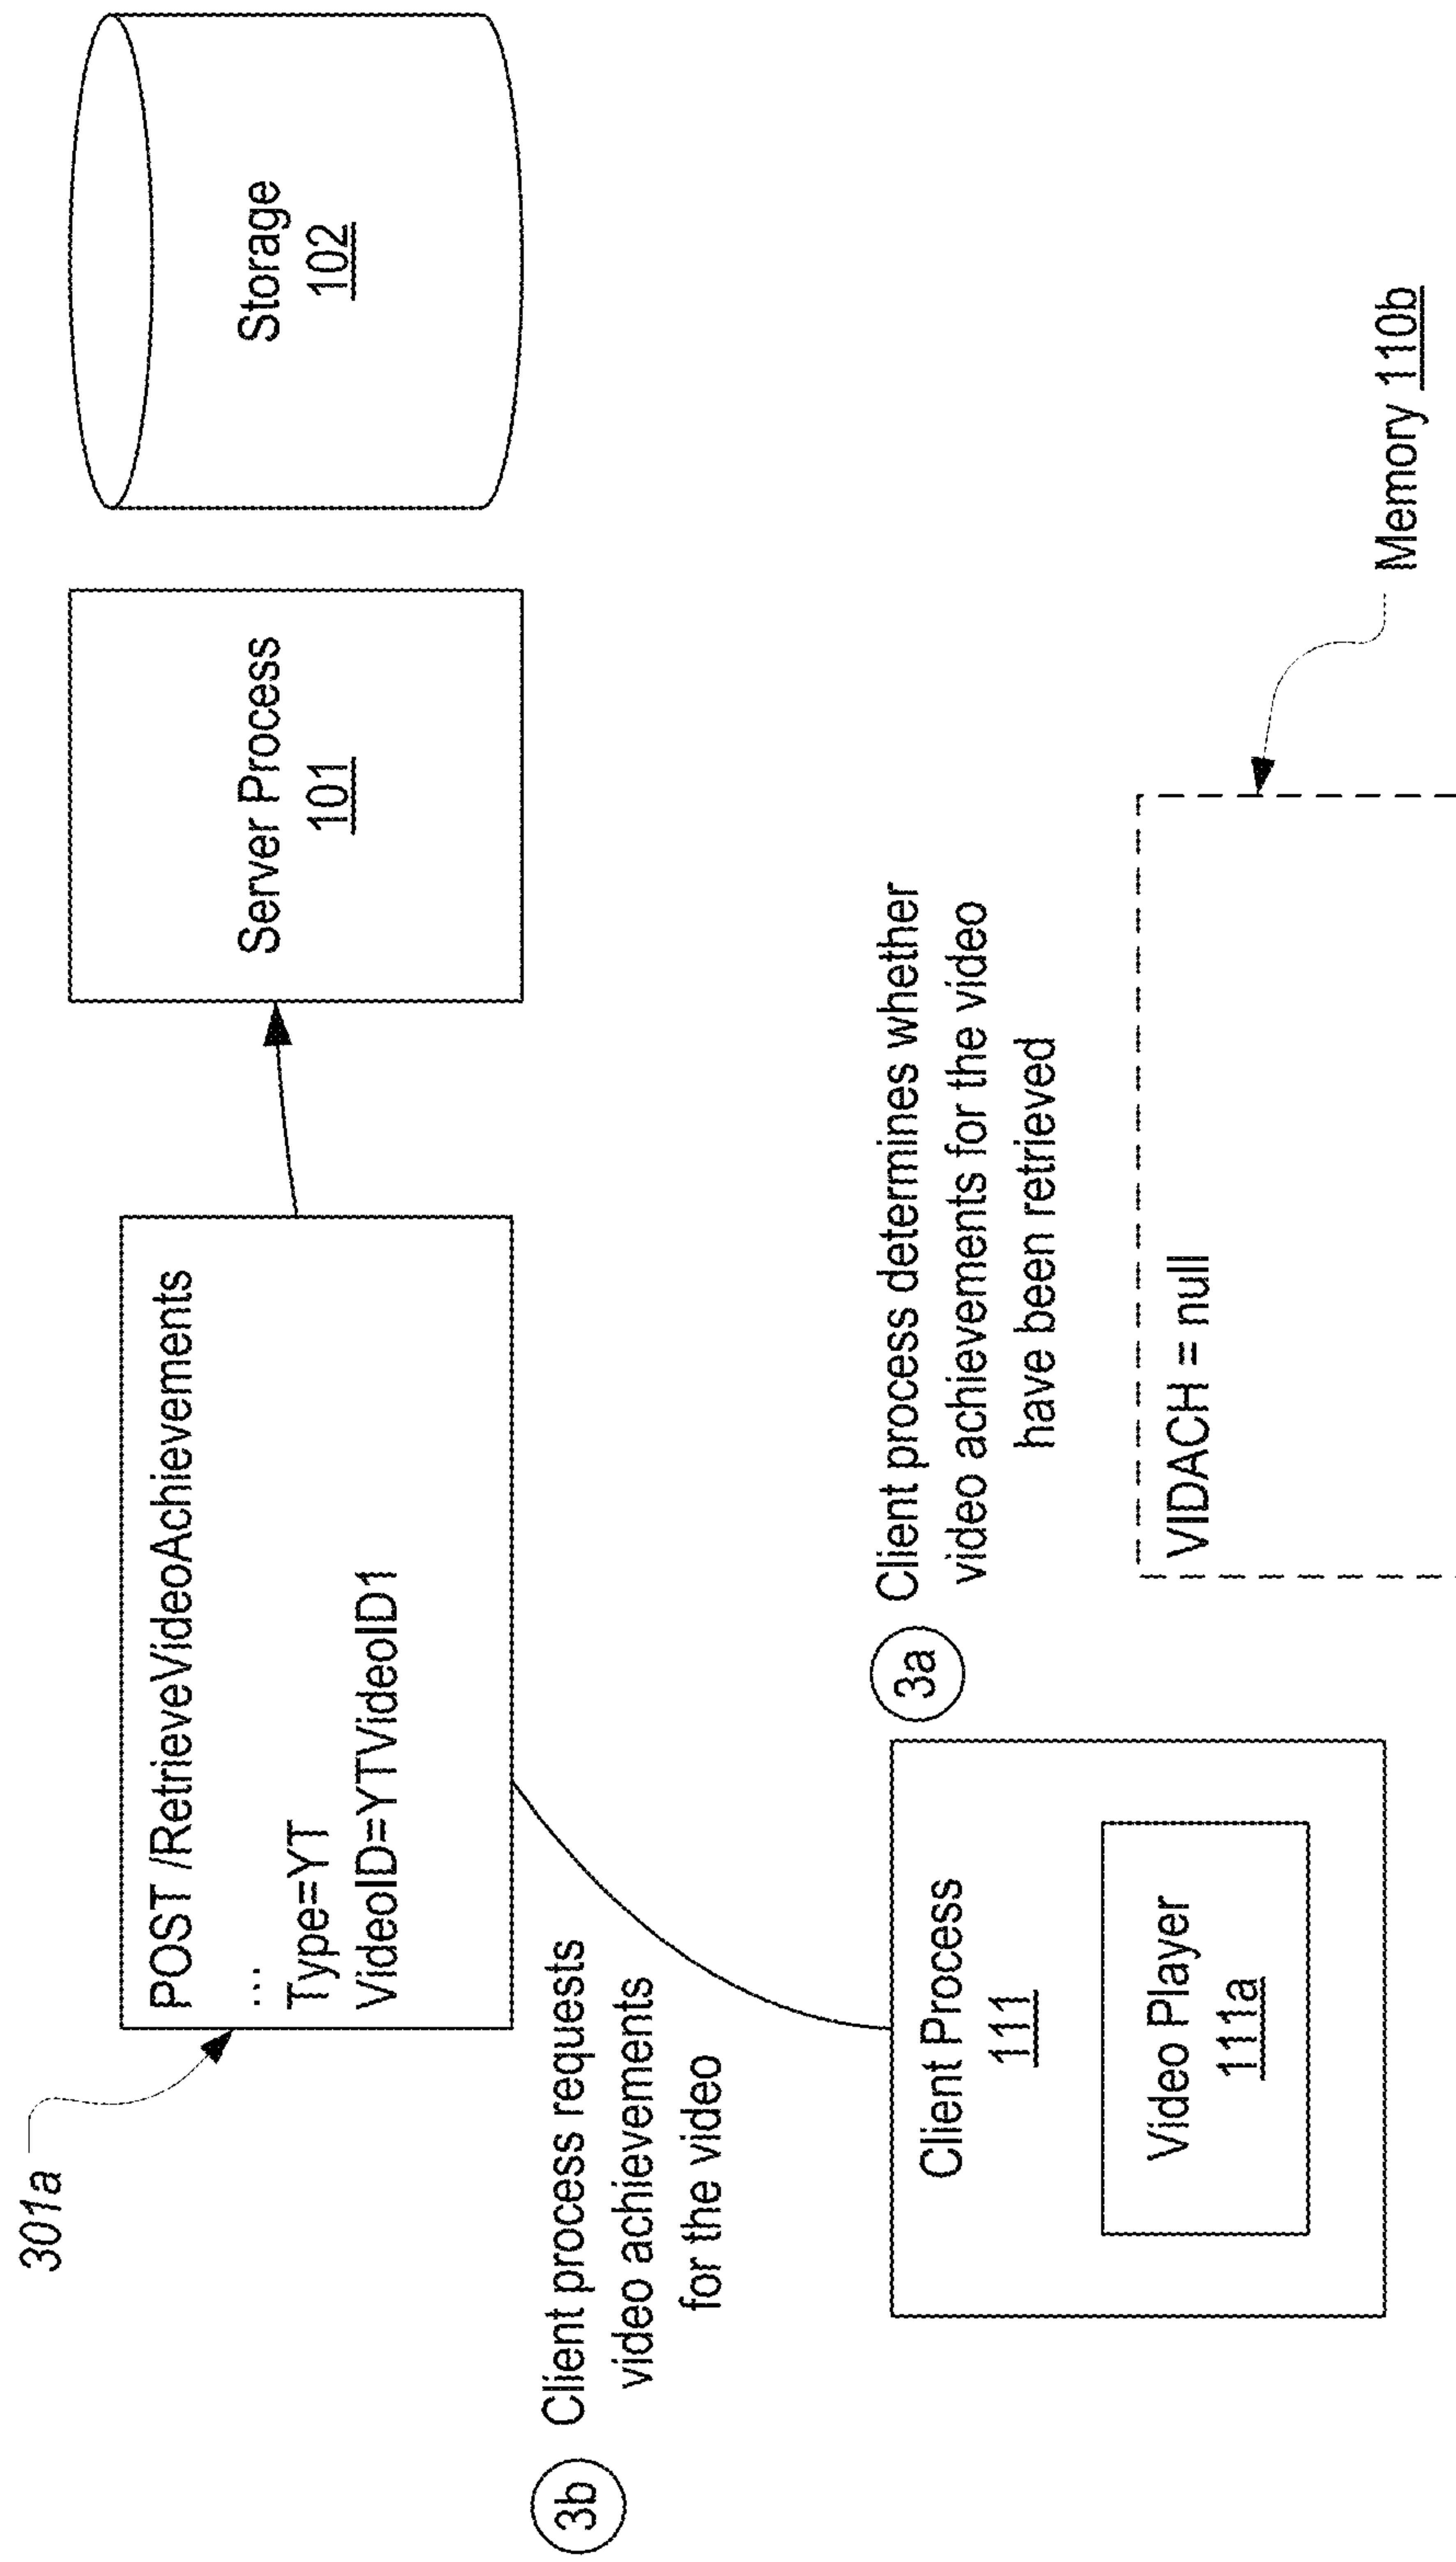 301a
POST /RetrieveVideoAchievements
...
Type=YT
VideoID=YTVideoID1
Server Process
101
Storage
102
3b
Client process requests
video achievements
for the video
Client Process
111
Video Player
111a
3a
Client process determines whether
video achievements for the video
have been retrieved
VIDACH = null
Memory 110b